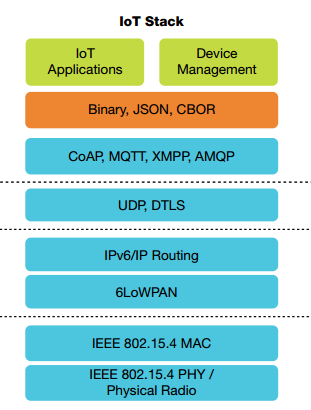 IoT Stack
IoT
Applications
Device
Management
Binary, JSON, CBOR
CoAP, MQTT, XMPP, AMQP
UDP, DTLS
IPv6/IP Routing
6LoWPAN
IEEE 802.15.4 MAC
IEEE 802.15.4 PHY /
Physical Radio